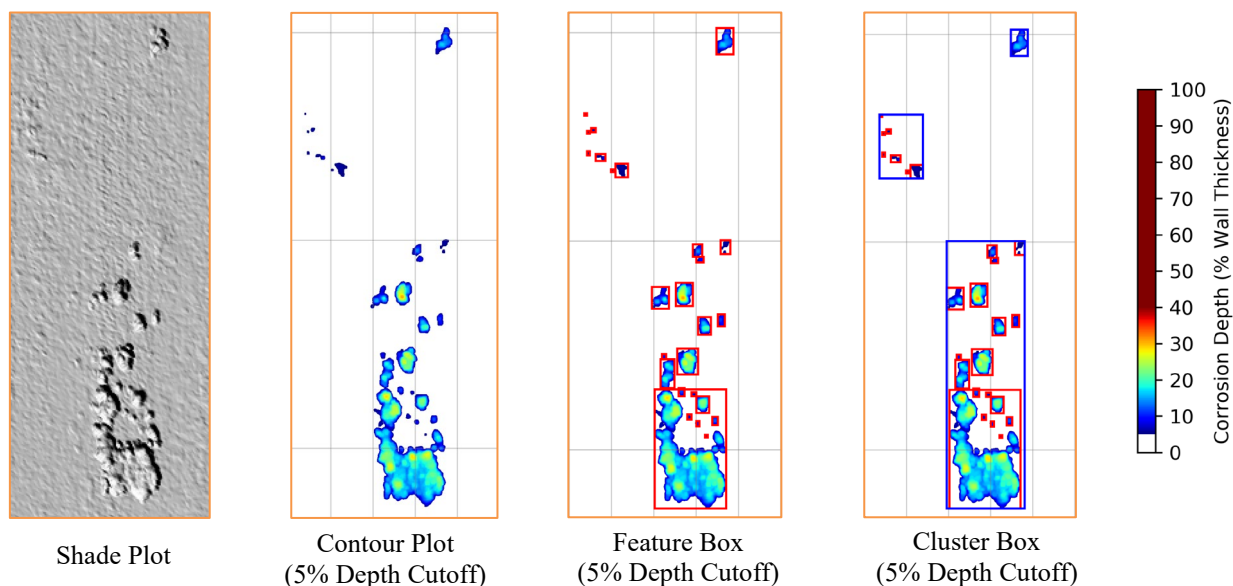 100
90
80
70
60
50
40
30
20
10
0
Corrosion Depth (% Wall Thickness)
Shade Plot
Contour Plot
(5% Depth Cutoff)
Feature Box
(5% Depth Cutoff)
Cluster Box
(5% Depth Cutoff)